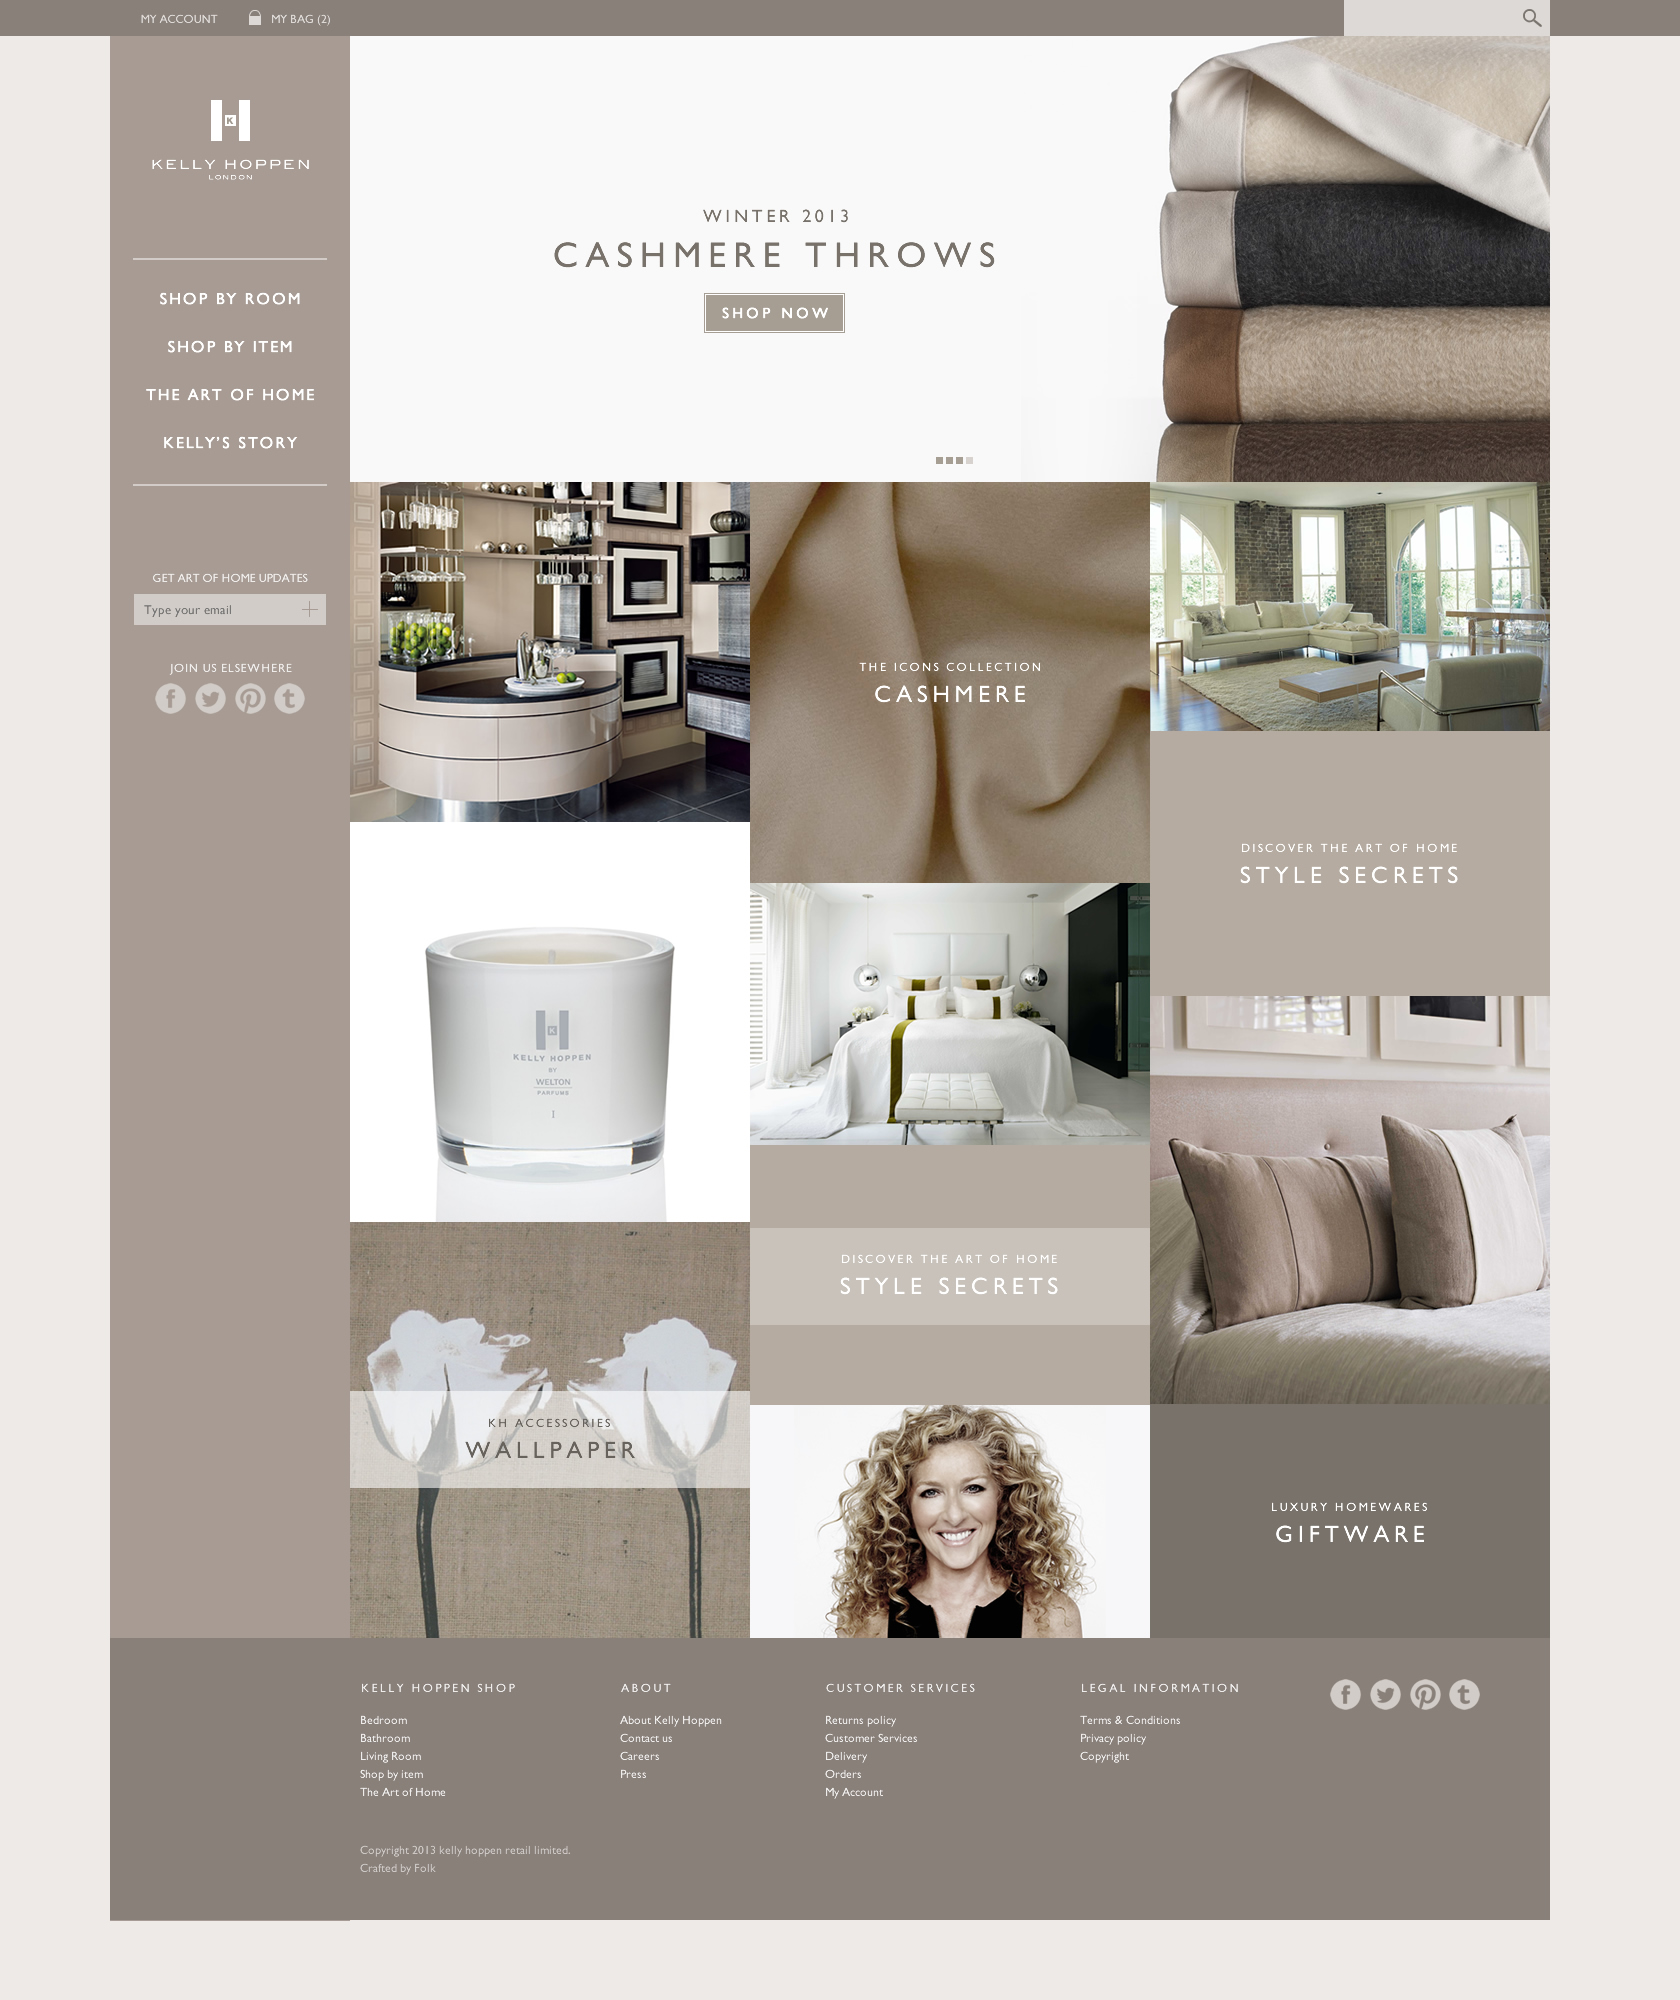 MY ACCOUNT
MY BAG (2)
H
K
KELLY HOPPEN
LONDON
SHOP BY ROOM
SHOP BY ITEM
THE ART OF HOME
KELLY'S STORY
GET ART OF HOME UPDATES
Type your email
JOIN US ELSEWHERE
WINTER 2013
CASHMERE THROWS
SHOP NOW
THE ICONS COLLECTION
CASHMERE
DISCOVER THE ART OF HOME
STYLE SECRETS
H
K
KELLY HOPPEN
BY
WELTON
PARFUMS
I
DISCOVER THE ART OF HOME
STYLE SECRETS
KH ACCESSORIES
WALLPAPER
LUXURY HOMEWARES
GIFTWARE
KELLY HOPPEN SHOP
Bedroom
Bathroom
Living Room
Shop by item
The Art of Home
ABOUT
About Kelly Hoppen
Contact us
Careers
Press
CUSTOMER SERVICES
Returns policy
Customer Services
Delivery
Orders
My Account
LEGAL INFORMATION
Terms & Conditions
Privacy policy
Copyright
Copyright 2013 kelly hoppen retail limited.
Crafted by Folk